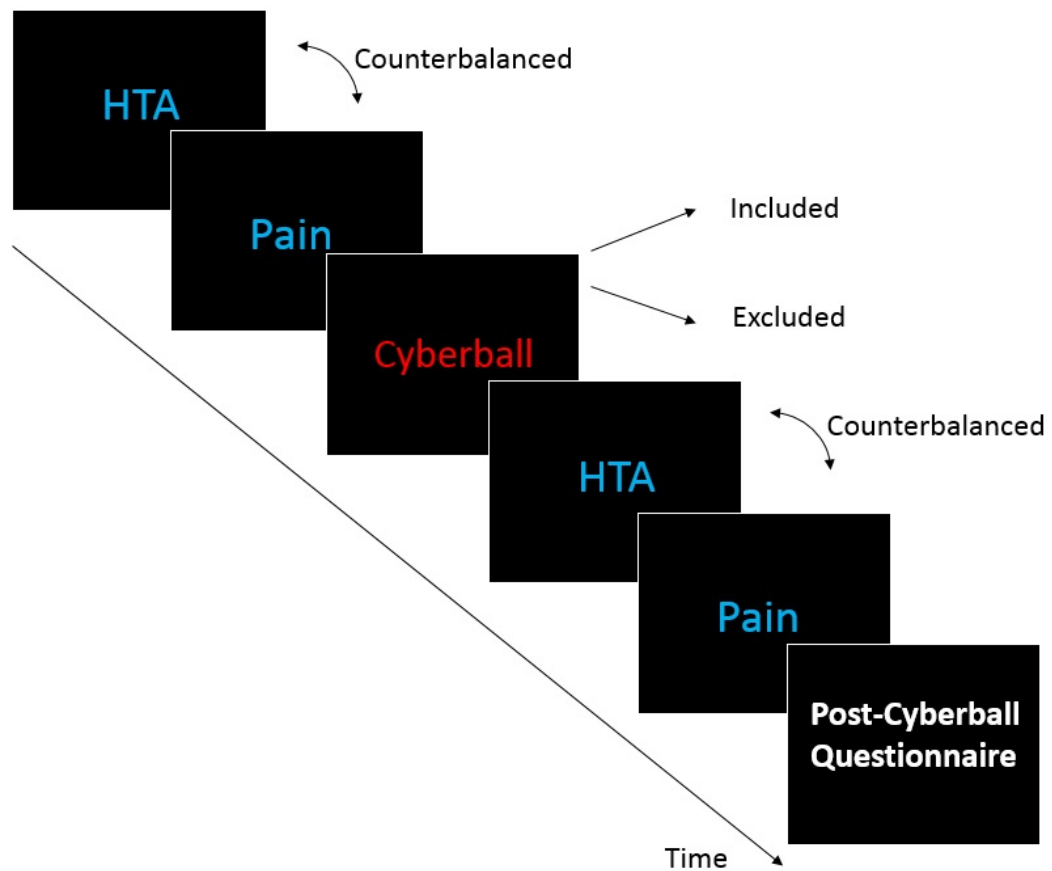 HTA
Counterbalanced
Pain
Included
Excluded
Cyberball
Counterbalanced
HTA
Pain
Post-Cyberball
Questionnaire
Time